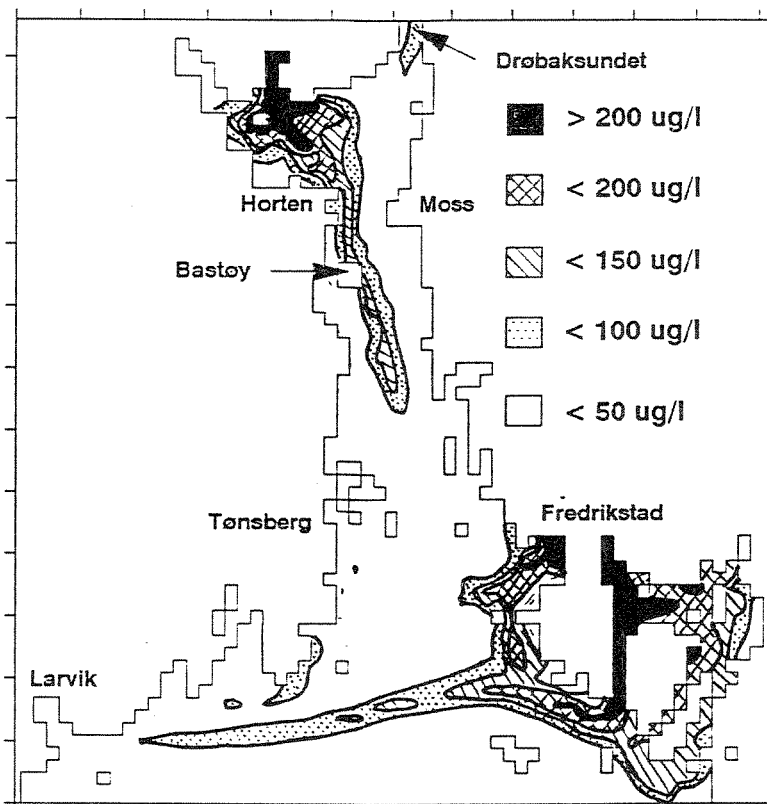 Drøbaksundet
> 200 ug/l
< 200 ug/l
Horten
Moss
< 150 ug/l
Bastøy
< 100 ug/l
< 50 ug/l
Tønsberg
Fredrikstad
Larvik